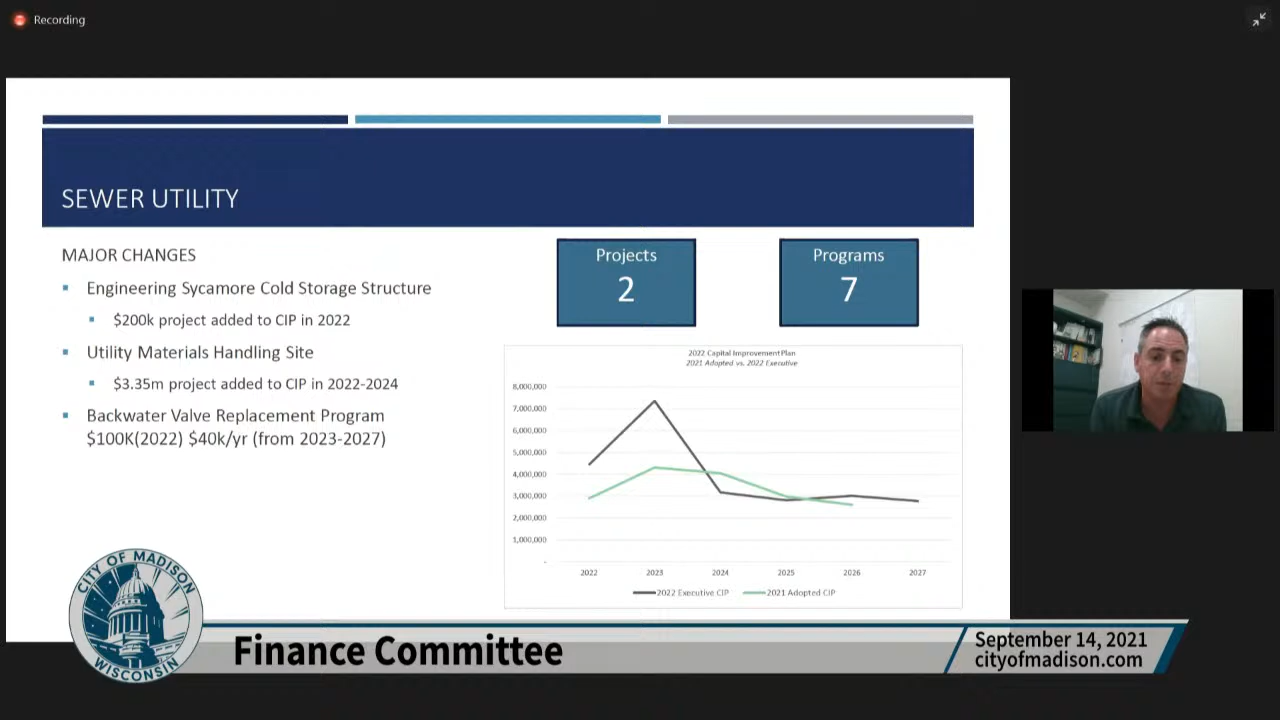 Recording
SEWER UTILITY
MAJOR CHANGES
Engineering Sycamore Cold Storage Structure
$200k project added to CIP in 2022
Utility Materials Handling Site
$3.35m project added to CIP in 2022-2024
Backwater Valve Replacement Program
$100K(2022) $40k/yr (from 2023-2027)
Projects
2
Programs
7
2022 Capital Improvement Plan
2021 Adopted vs. 2022 Executive
8,000,000
7,000,000
6,000,000
5,000,000
4,000,000
3,000,000
2,000,000
1,000,000
-
2022 2023 2024 2025 2026 2027
2022 Executive CIP 2021 Adopted CIP
CITY OF MADISON
WISCONSIN
Finance Committee
September 14, 2021
cityofmadison.com